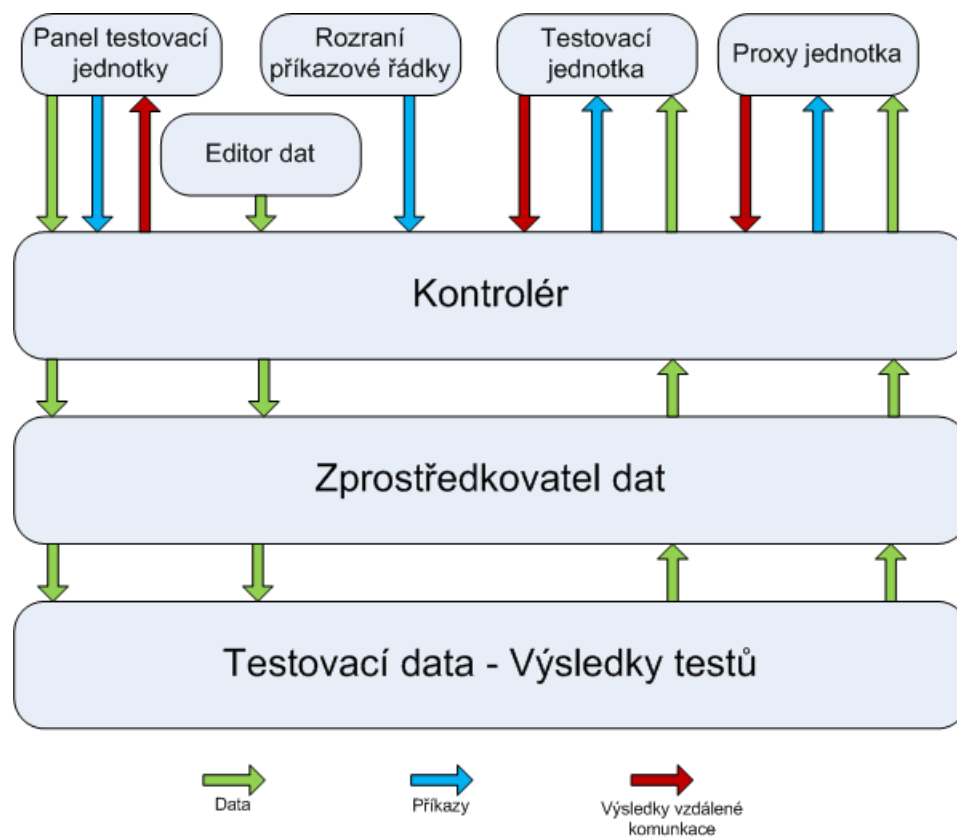 Panel testovací
jednotky
Rozraní
příkazové řádky
Testovací
jednotka
Proxy jednotka
Editor dat
Kontrolér
Zprostředkovatel dat
Testovací data - Výsledky testů
Data
Příkazy
Výsledky vzdálené
komunkace